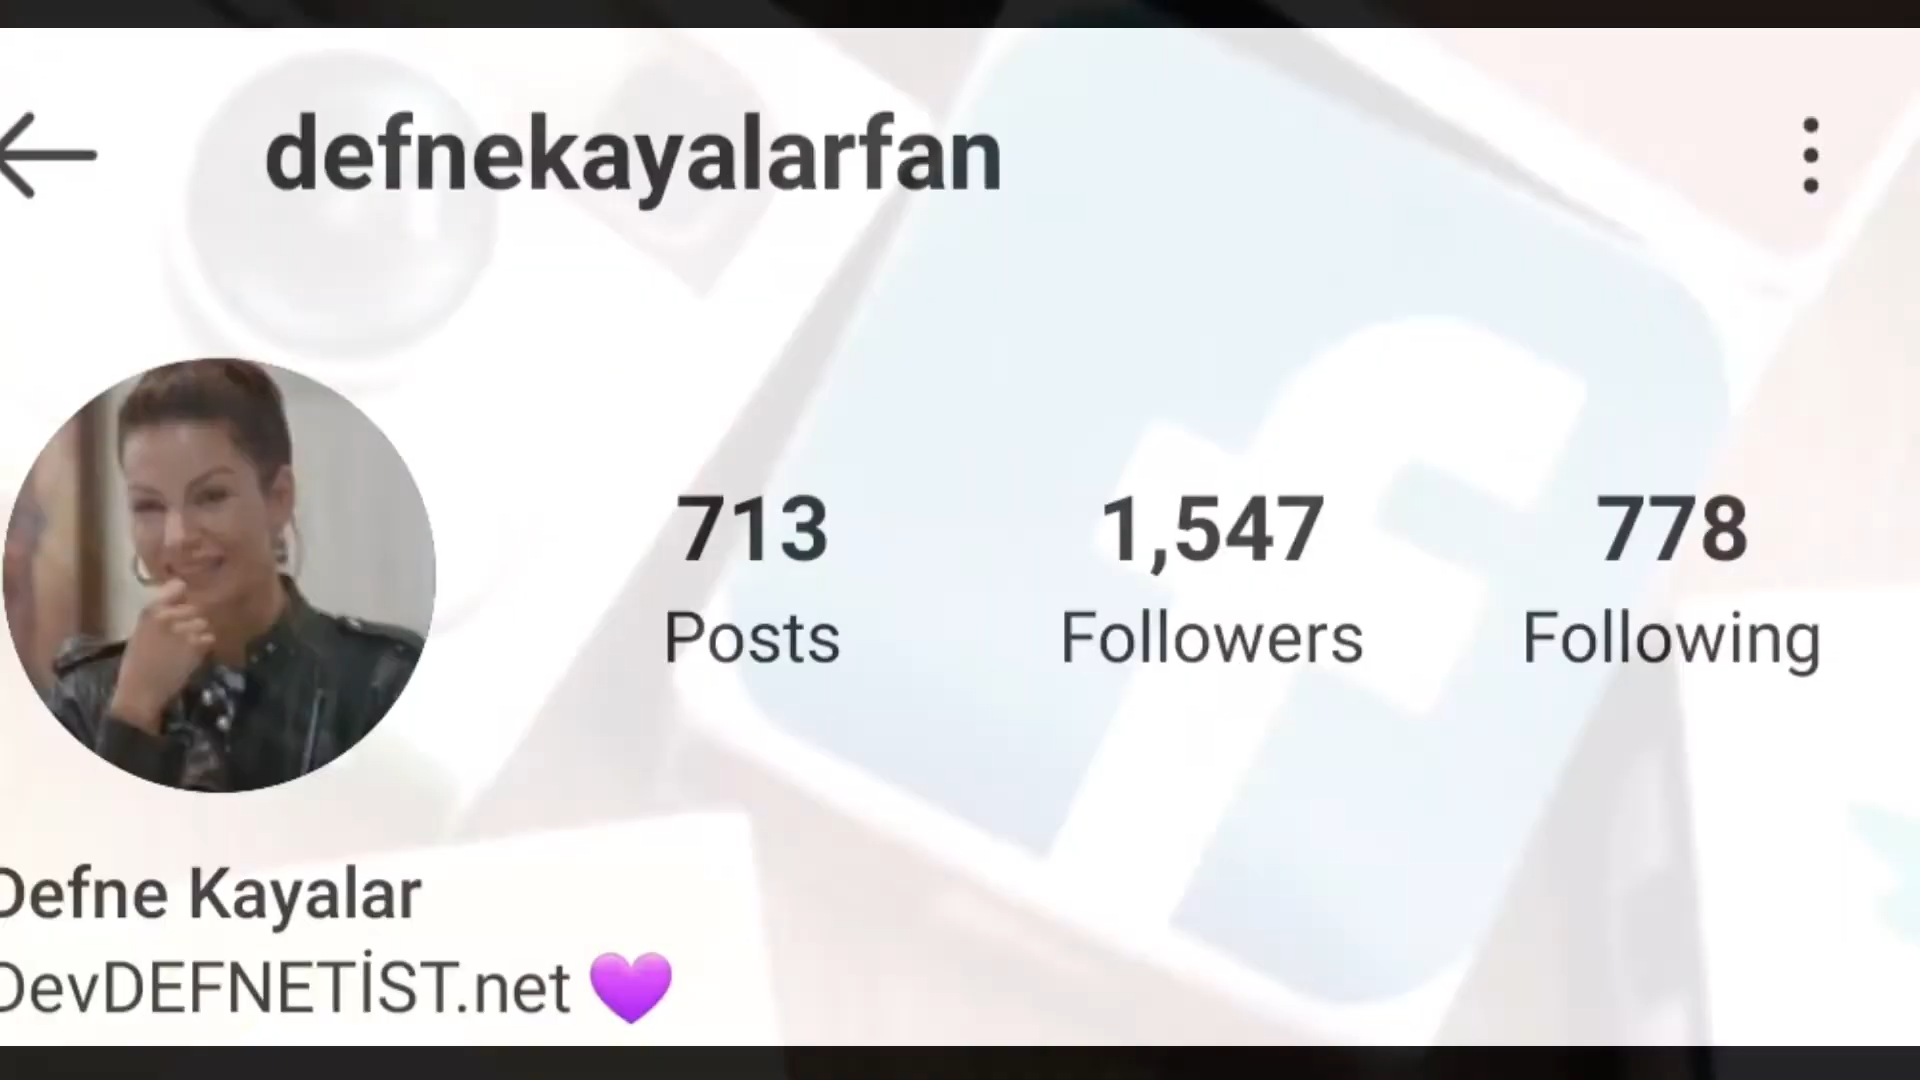 defnekayalarfan
713 1,547 778
Posts Followers Following
Defne Kayalar
DevDEFNETİST.net 💜